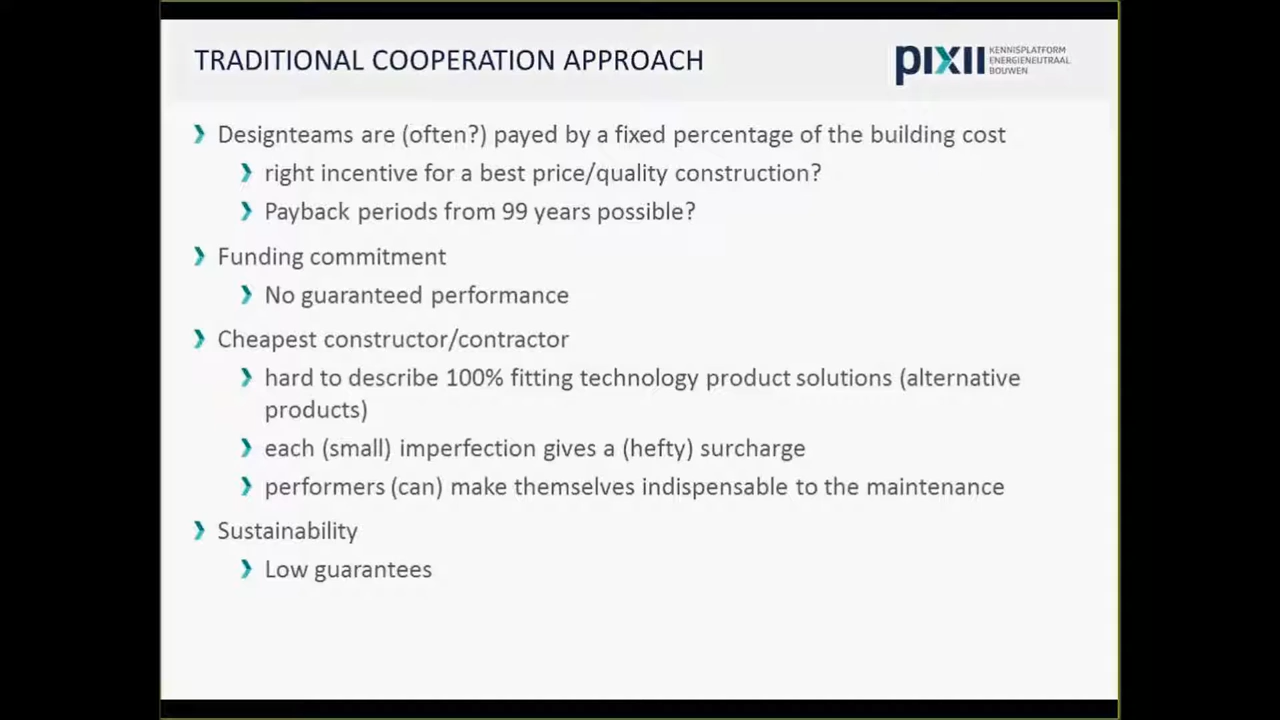 TRADITIONAL COOPERATION APPROACH
pixii
KENNISPLATFORM
ENERGIENEUTRAAL
BOUWEN
Designteams are (often?) payed by a fixed percentage of the building cost
right incentive for a best price/quality construction?
Payback periods from 99 years possible?
Funding commitment
No guaranteed performance
Cheapest constructor/contractor
hard to describe 100% fitting technology product solutions (alternative
products)
each (small) imperfection gives a (hefty) surcharge
performers (can) make themselves indispensable to the maintenance
Sustainability
Low guarantees